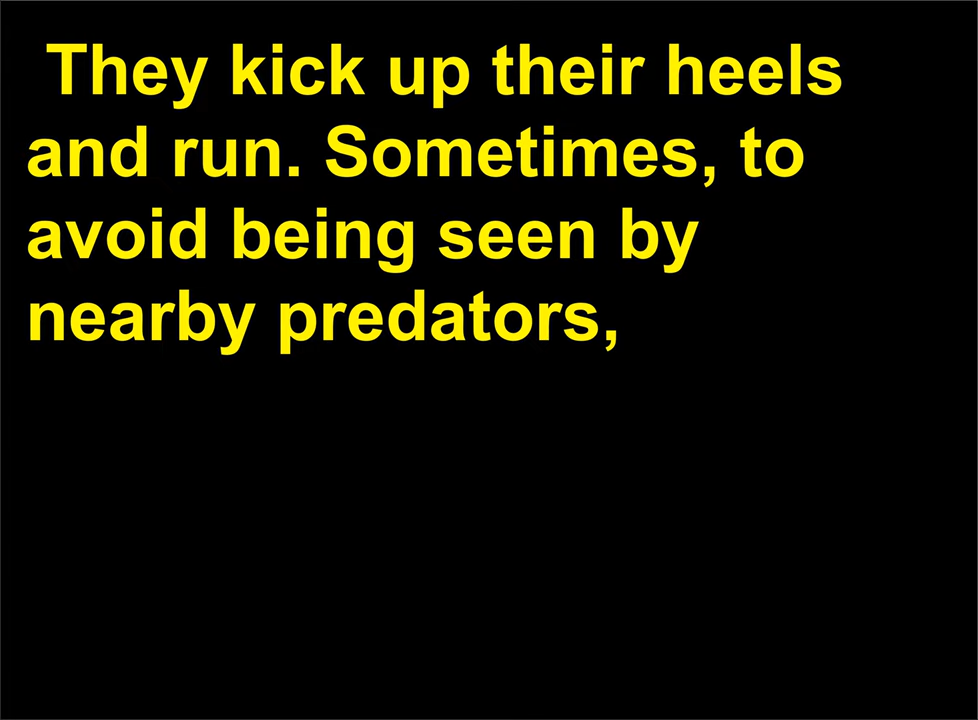 They kick up their heels
and run. Sometimes, to
avoid being seen by
nearby predators,